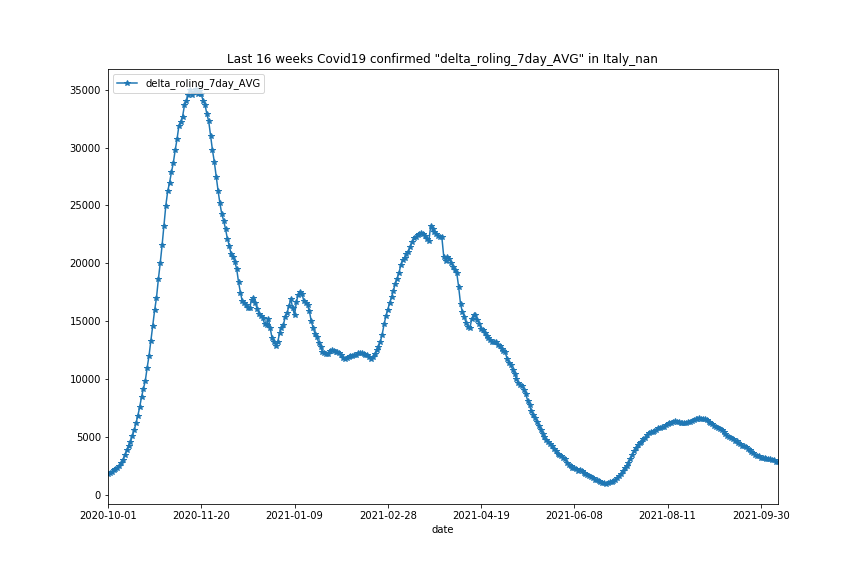 Last 16 weeks Covid19 confirmed "delta_roling_7day_AVG" in Italy_nan
delta_roling_7day_AVG
35000
30000
25000
20000
15000
10000
5000
0
2020-10-01 2020-11-20 2021-01-09 2021-02-28 2021-04-19 2021-06-08 2021-08-11 2021-09-30
date